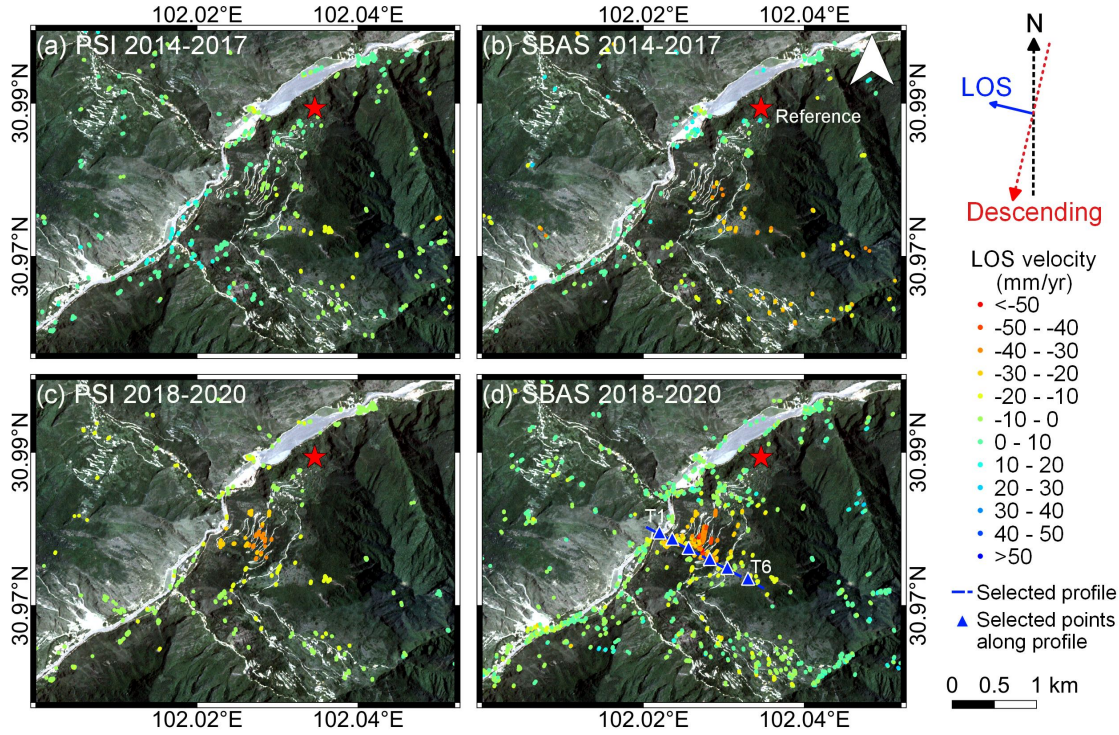 102.02°E
102.04°E
102.02°E
102.04°E
(a) PSI 2014-2017
(b) SBAS 2014-2017
30.99°N
30.97°N
Reference
30.99°N
30.97°N
N
LOS
Descending
(c) PSI 2018-2020
(d) SBAS 2018-2020
30.99°N
30.97°N
T1
T6
30.99°N
30.97°N
102.02°E
102.04°E
102.02°E
102.04°E
LOS velocity
(mm/yr)
<-50
-50 - -40
-40 - -30
-30 - -20
-20 - -10
-10 - 0
0 - 10
10 - 20
20 - 30
30 - 40
40 - 50
>50
Selected profile
Selected points
along profile
0 0.5 1 km